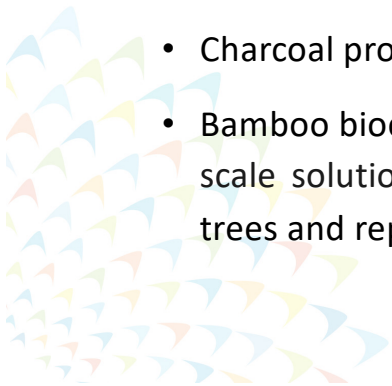 • Charcoal pro
• Bamboo bio
scale solutio
trees and rep